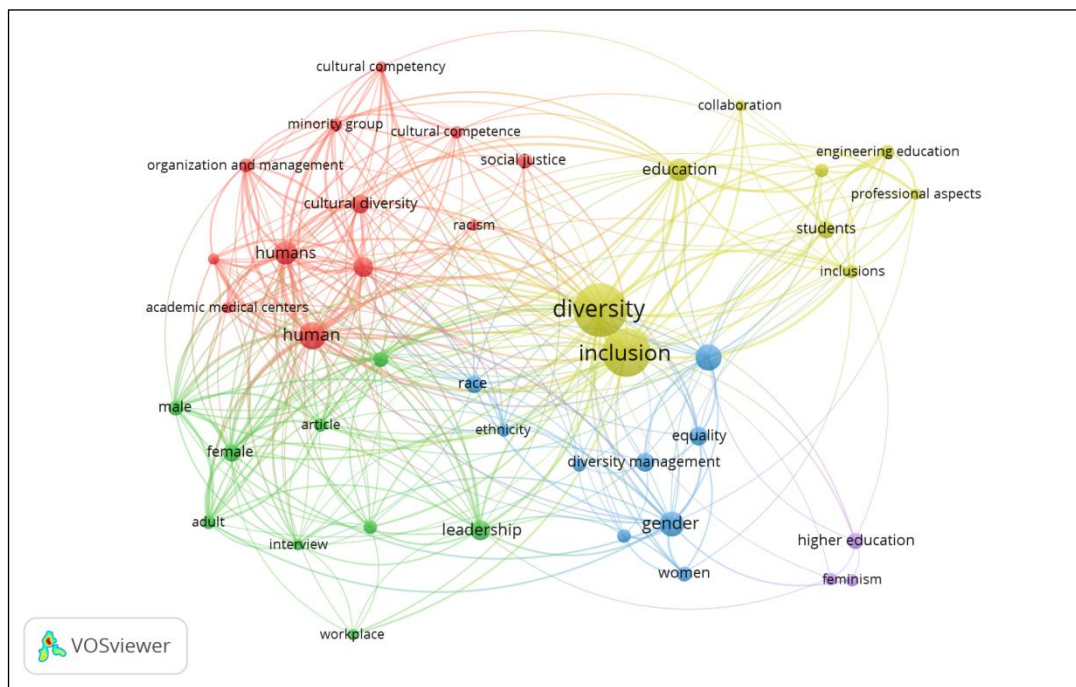 cultural competency
collaboration
minority group
cultural competence
engineering education
organization and management
social justice
education
professional aspects
cultural diversity
racism
students
humans
inclusions
academic medical centers
diversity
human
inclusion
race
male
article
ethnicity
equality
female
diversity management
adult
leadership
gender
interview
higher education
women
feminism
workplace
VOSviewer